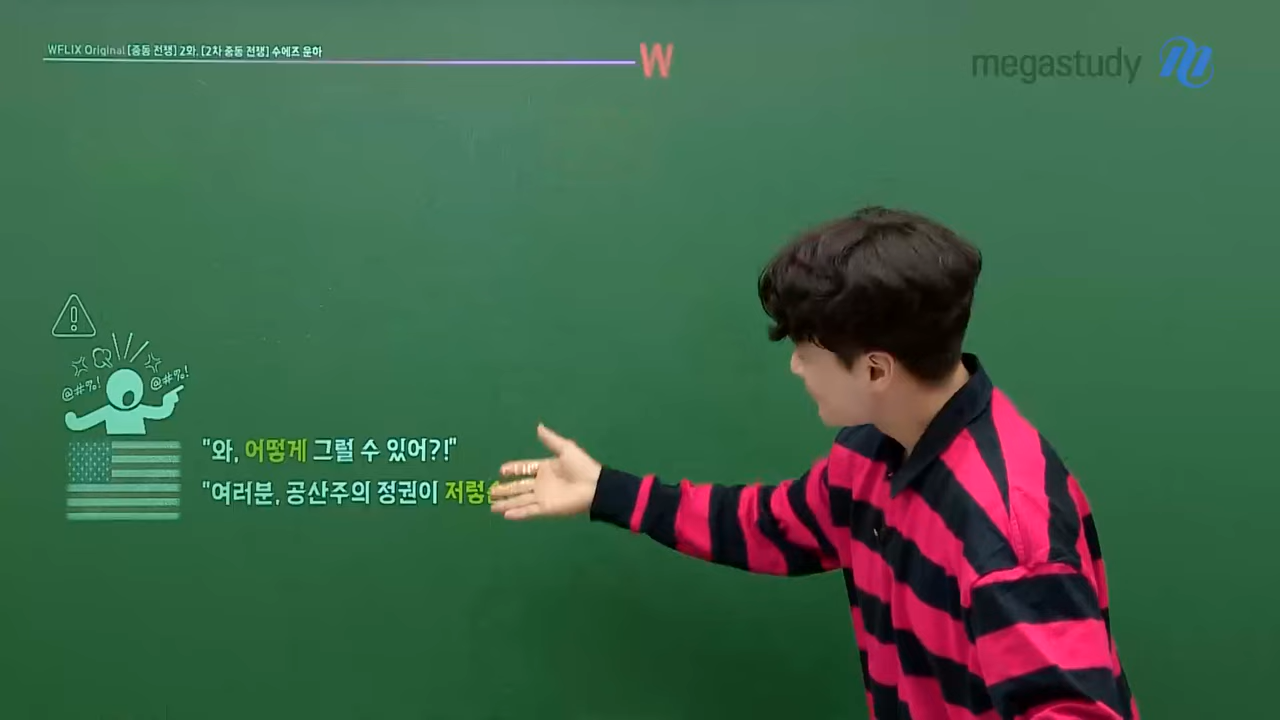 WFLIX Original [중동 전쟁] 2화. [2차 중동 전쟁] 수에즈 운하
W
megastudy
@#%! @#%!
"와, 어떻게 그럴 수 있어?!"
"여러분, 공산주의 정권이